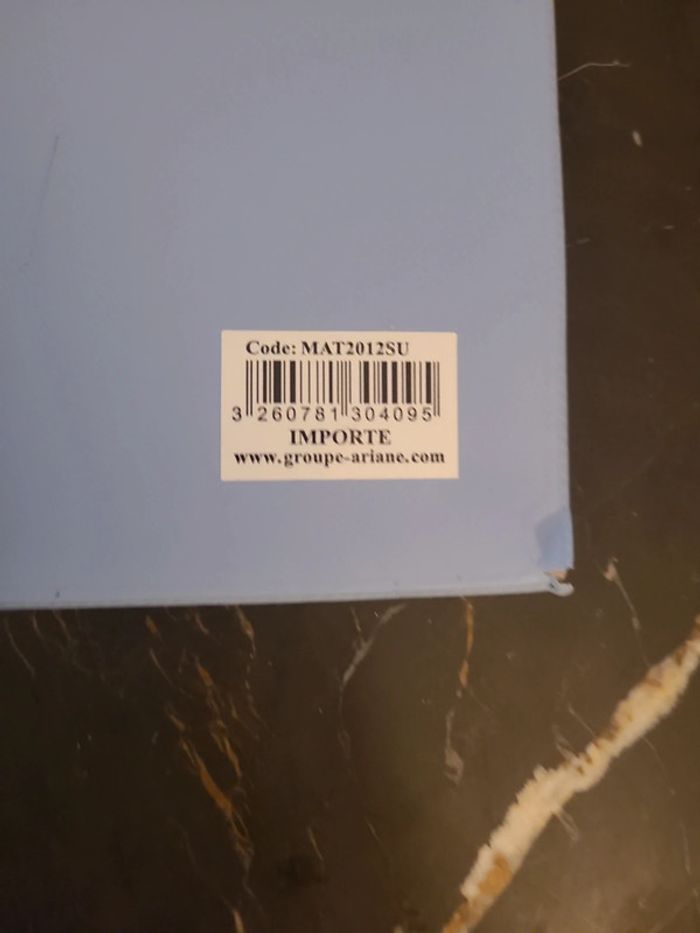 Code: MAT2012SU
3 260781 304095
IMPORTE
www.groupe-ariane.com